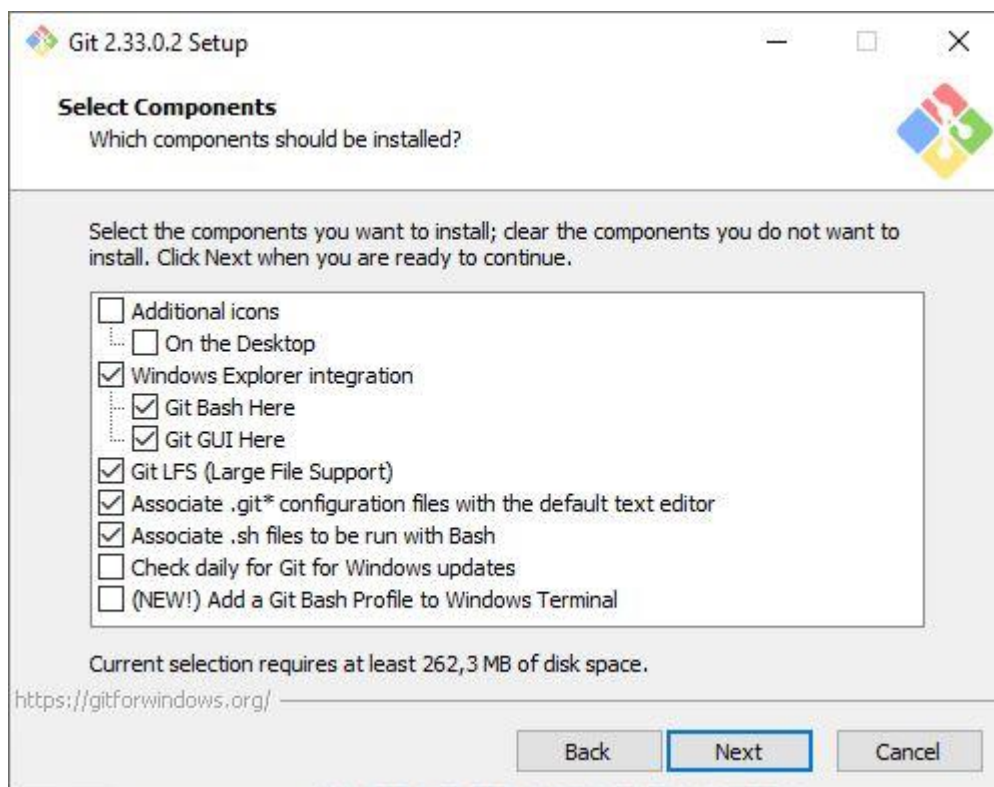 Git 2.33.0.2 Setup
Select Components
Which components should be installed?
Select the components you want to install; clear the components you do not want to
install. Click Next when you are ready to continue.
Additional icons
On the Desktop
Windows Explorer integration
Git Bash Here
Git GUI Here
Git LFS (Large File Support)
Associate .git* configuration files with the default text editor
Associate .sh files to be run with Bash
Check daily for Git for Windows updates
(NEW!) Add a Git Bash Profile to Windows Terminal
Current selection requires at least 262,3 MB of disk space.
https://gitforwindows.org/
Back Next Cancel